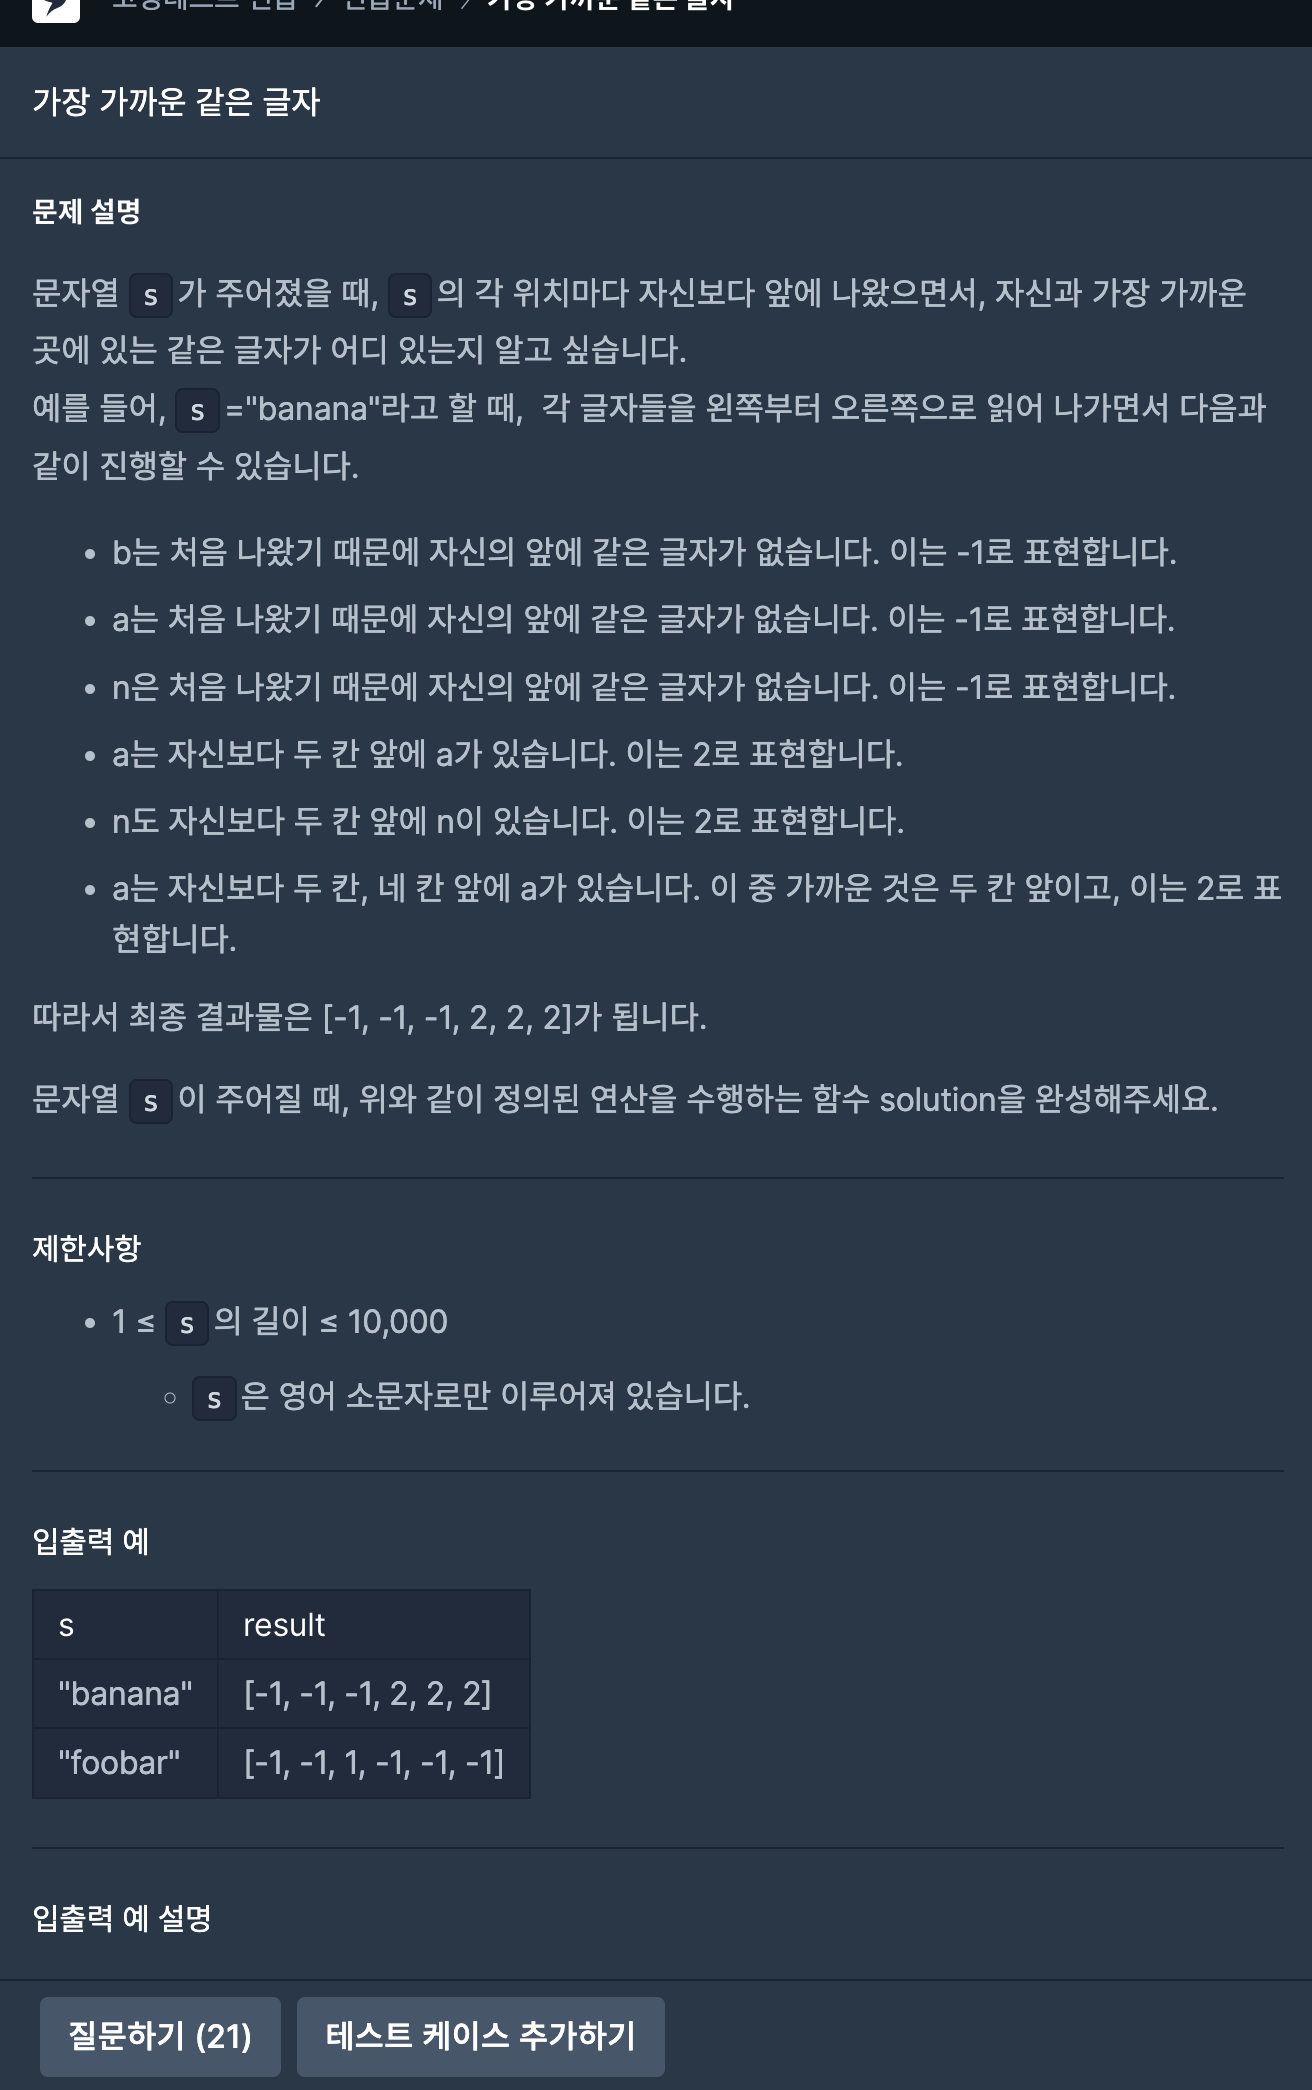 가장 가까운 같은 글자
가장 가까운 같은 글자
문제 설명
문자열 s 가 주어졌을 때, s 의 각 위치마다 자신보다 앞에 나왔으면서, 자신과 가장 가까운
곳에 있는 같은 글자가 어디 있는지 알고 싶습니다.
예를 들어, s ="banana"라고 할 때, 각 글자들을 왼쪽부터 오른쪽으로 읽어 나가면서 다음과
같이 진행할 수 있습니다.
• b는 처음 나왔기 때문에 자신의 앞에 같은 글자가 없습니다. 이는 -1로 표현합니다.
• a는 처음 나왔기 때문에 자신의 앞에 같은 글자가 없습니다. 이는 -1로 표현합니다.
• n은 처음 나왔기 때문에 자신의 앞에 같은 글자가 없습니다. 이는 -1로 표현합니다.
• a는 자신보다 두 칸 앞에 a가 있습니다. 이는 2로 표현합니다.
• n도 자신보다 두 칸 앞에 n이 있습니다. 이는 2로 표현합니다.
• a는 자신보다 두 칸, 네 칸 앞에 a가 있습니다. 이 중 가까운 것은 두 칸 앞이고, 이는 2로 표
현합니다.
따라서 최종 결과물은 [-1, -1, -1, 2, 2, 2]가 됩니다.
문자열 s 이 주어질 때, 위와 같이 정의된 연산을 수행하는 함수 solution을 완성해주세요.
제한사항
• 1 ≤ s 의 길이 ≤ 10,000
◦ s 은 영어 소문자로만 이루어져 있습니다.
입출력 예
s result
"banana" [-1, -1, -1, 2, 2, 2]
"foobar" [-1, -1, 1, -1, -1, -1]
입출력 예 설명
질문하기 (21) 테스트 케이스 추가하기